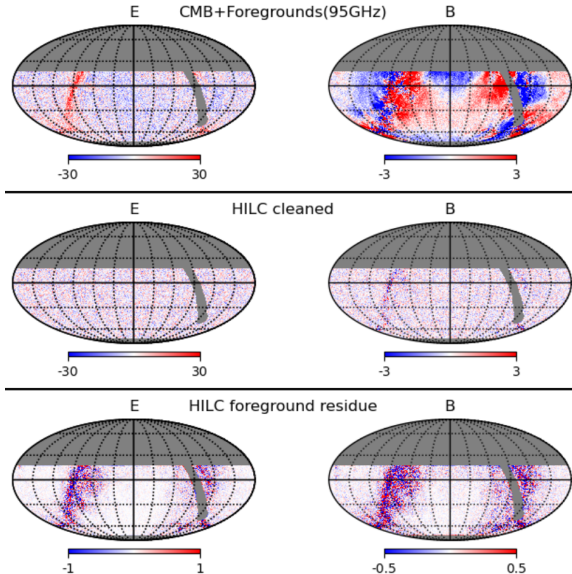 CMB+Foregrounds(95GHz)
E B
-30 30 -3 3
HILC cleaned
E B
-30 30 -3 3
HILC foreground residue
E B
-1 1 -0.5 0.5